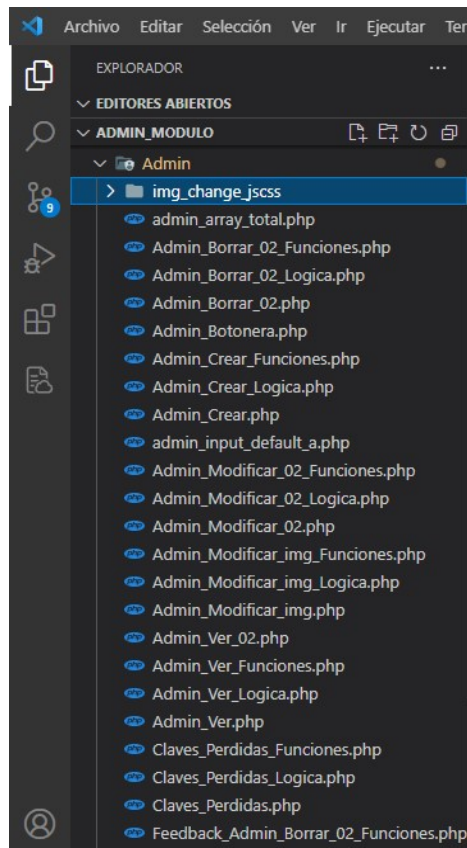 Archivo Editar Selección Ver Ir Ejecutar Ter
EXPLORADOR
EDITORES ABIERTOS
ADMIN_MODULO
Admin
img_change_jscss
9
admin_array_total.php
Admin_Borrar_02_Funciones.php
Admin_Borrar_02_Logica.php
Admin_Borrar_02.php
Admin_Botonera.php
Admin_Crear_Funciones.php
Admin_Crear_Logica.php
Admin_Crear.php
admin_input_default_a.php
Admin_Modificar_02_Funciones.php
Admin_Modificar_02_Logica.php
Admin_Modificar_02.php
Admin_Modificar_img_Funciones.php
Admin_Modificar_img_Logica.php
Admin_Modificar_img.php
Admin_Ver_02.php
Admin_Ver_Funciones.php
Admin_Ver_Logica.php
Admin_Ver.php
Claves_Perdidas_Funciones.php
Claves_Perdidas_Logica.php
Claves_Perdidas.php
Feedback_Admin_Borrar_02_Funciones.php